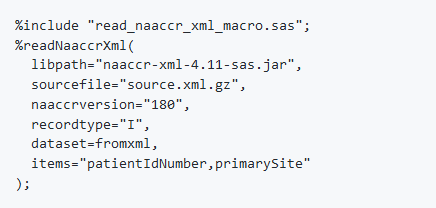 %include "read_naaccr_xml_macro.sas";
%readNaaccrXml(
  libpath="naaccr-xml-4.11-sas.jar",
  sourcefile="source.xml.gz",
  naaccrversion="180",
  recordtype="I",
  dataset=fromxml,
  items="patientIdNumber,primarySite"
);